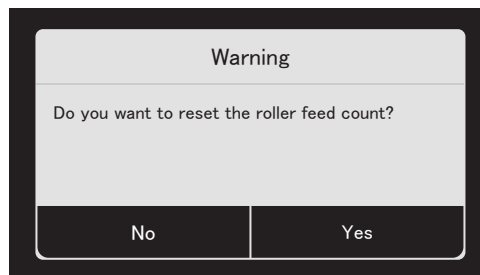 Warning
Do you want to reset the roller feed count?
No
Yes